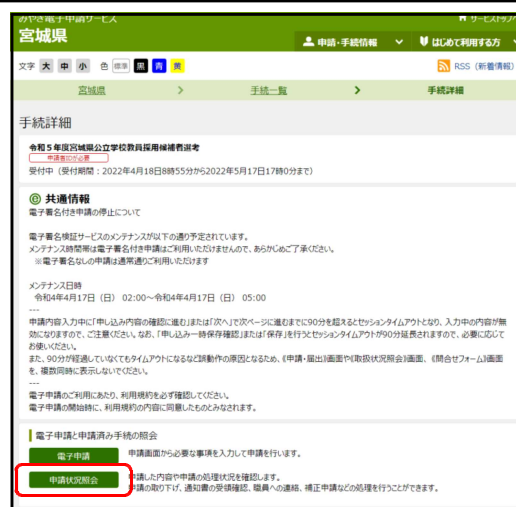 みやぎ電子申請サービス
サービストップへ
宮城県
申請・手続情報
はじめて利用する方
文字 大 中 小 色 標準 黒 青 黄
RSS（新着情報）
宮城県 > 手続一覧 > 手続詳細
手続詳細
令和５年度宮城県公立学校教員採用候補者選考
申請者IDが必要
受付中（受付期間：2022年4月18日8時55分から2022年5月17日17時0分まで）
共通情報
電子署名付き申請の停止について
電子署名検証サービスのメンテナンスが以下の通り予定されています。
メンテナンス時間帯は電子署名付き申請はご利用いただけませんので、あらかじめご了承ください。
※電子署名なしの申請は通常通りご利用いただけます
メンテナンス日時
令和4年4月17日（日） 02:00～令和4年4月17日（日） 05:00
---
申請内容入力中に「申し込み内容の確認に進む」または「次へ」で次ページに進むまでに90分を超えるとセッションタイムアウトとなり、入力中の内容が無
効になりますので、ご注意ください。なお、「申し込み一時保存確認」または「保存」を行うとセッションタイムアウトが90分延長されますので、必要に応じて
お使いください。
また、90分が経過していなくてもタイムアウトになるなど誤動作の原因となるため、《申請・届出》画面や《取扱状況照会》画面、《問合せフォーム》画面
を、複数同時に表示しないでください。
---
電子申請のご利用にあたり、利用規約を必ず確認してください。
電子申請の開始時に、利用規約の内容に同意したものとみなされます。
電子申請と申請済み手続の照会
電子申請 申請画面から必要な事項を入力して申請を行います。
申請状況照会 申請した内容や申請の処理状況を確認します。
申請の取り下げ、通知書の受領確認、職員への連絡、補正申請などの処理を行うことができます。